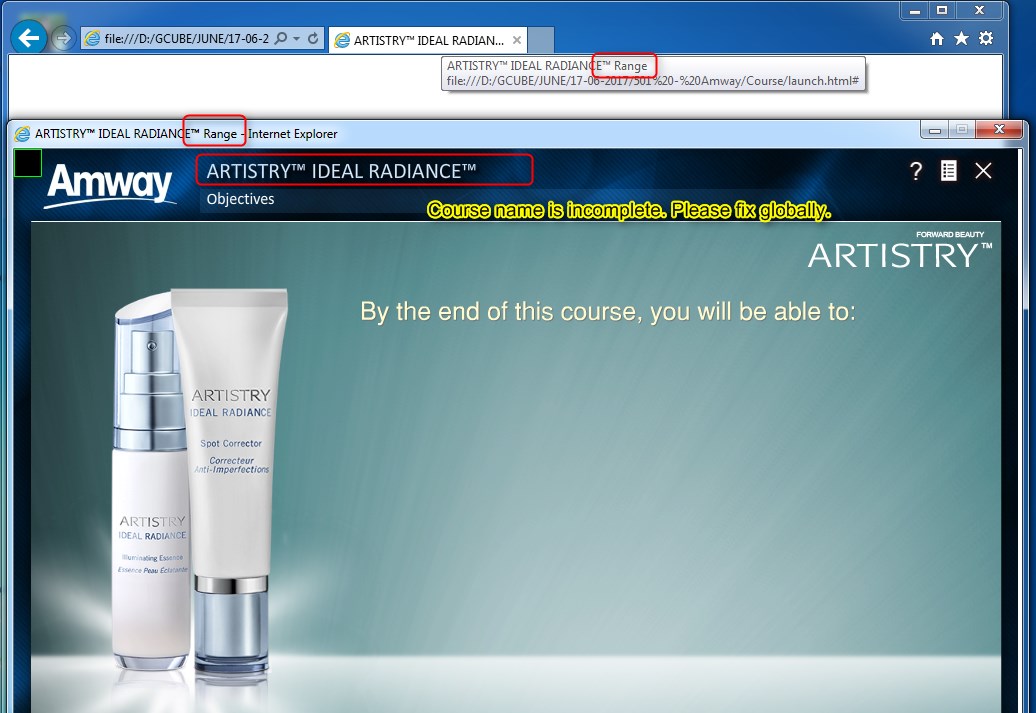 file:///D:/GCUBE/JUNE/17-06-2
ARTISTRY™ IDEAL RADIAN...
ARTISTRY™ IDEAL RADIANCE™ Range
file:///D:/GCUBE/JUNE/17-06-2017/501%20-%20Amway/Course/launch.html#
ARTISTRY™ IDEAL RADIANCE™ Range - Internet Explorer
Amway
ARTISTRY™ IDEAL RADIANCE™
Objectives
Course name is incomplete. Please fix globally.
FORWARD BEAUTY
ARTISTRY™
By the end of this course, you will be able to:
ARTISTRY
IDEAL RADIANCE
Spot Corrector
Correcteur
Anti-Imperfections
ARTISTRY
IDEAL RADIANCE
Illuminating Essence
Essence Peau Éclatante